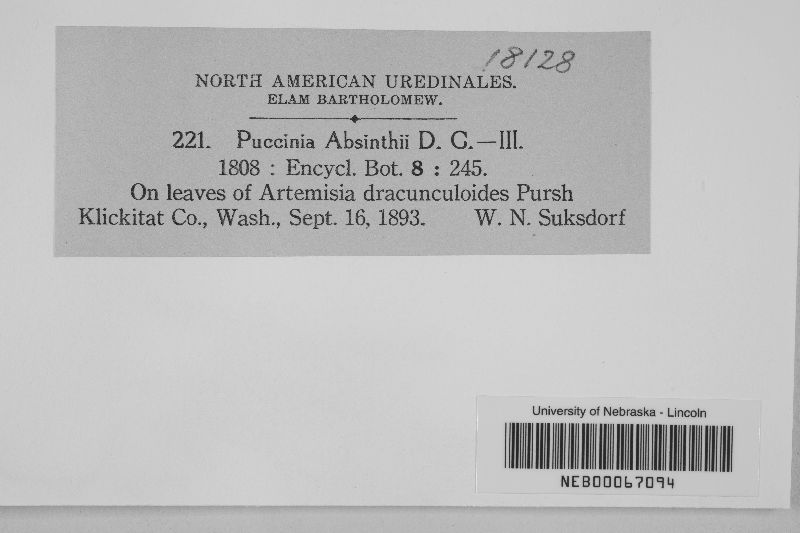 18128
NORTH AMERICAN UREDINALES.
ELAM BARTHOLOMEW.
221. Puccinia Absinthii D. C.—III.
1808 : Encycl. Bot. 8 : 245.
On leaves of Artemisia dracunculoides Pursh
Klickitat Co., Wash., Sept. 16, 1893. W. N. Suksdorf
University of Nebraska - Lincoln
NEB00067094